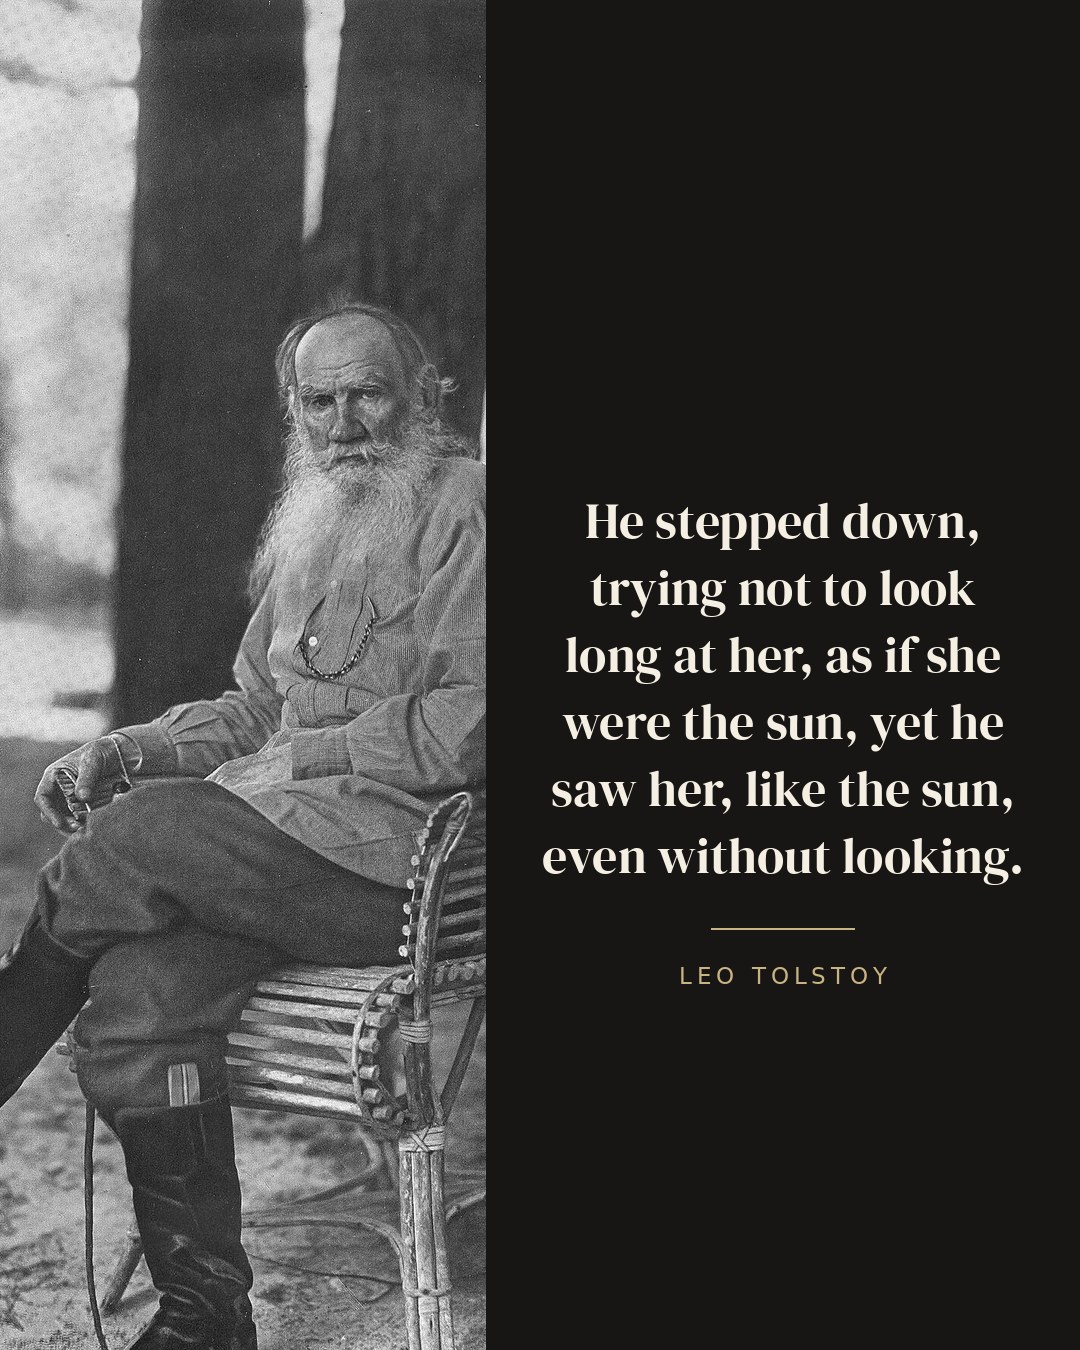 He stepped down,
trying not to look
long at her, as if she
were the sun, yet he
saw her, like the sun,
even without looking.
LEO TOLSTOY